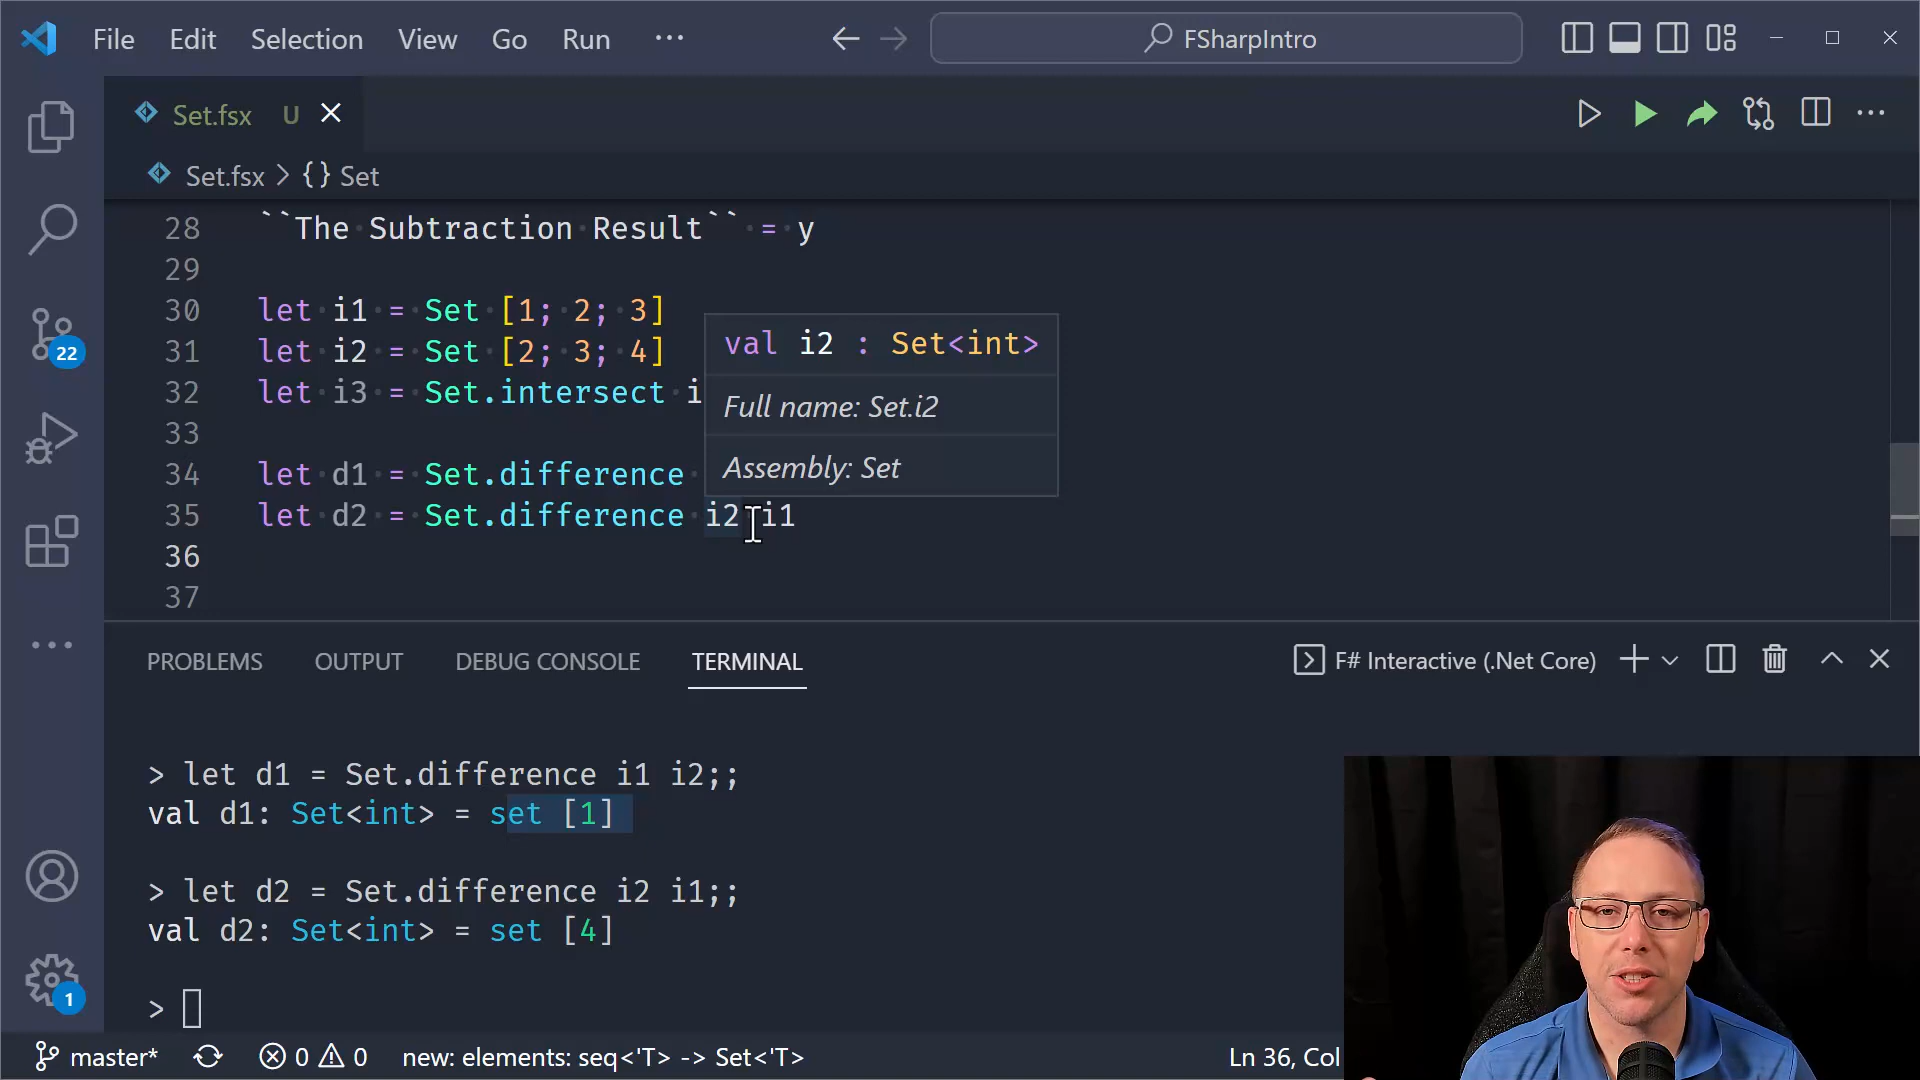 File Edit Selection View Go Run ··· FSharpIntro
Set.fsx U
Set.fsx > {} Set
28 ``The Subtraction Result`` = y
29
30 let i1 = Set [1; 2; 3]
31 let i2 = Set [2; 3; 4]
32 let i3 = Set.intersect i
33
34 let d1 = Set.difference
35 let d2 = Set.difference i2 i1
36
37
val i2 : Set<int>
Full name: Set.i2
Assembly: Set
22
1
PROBLEMS OUTPUT DEBUG CONSOLE TERMINAL F# Interactive (.Net Core)
> let d1 = Set.difference i1 i2;;
val d1: Set<int> = set [1]
> let d2 = Set.difference i2 i1;;
val d2: Set<int> = set [4]
>
master* 0 0 new: elements: seq<'T> -> Set<'T> Ln 36, Col